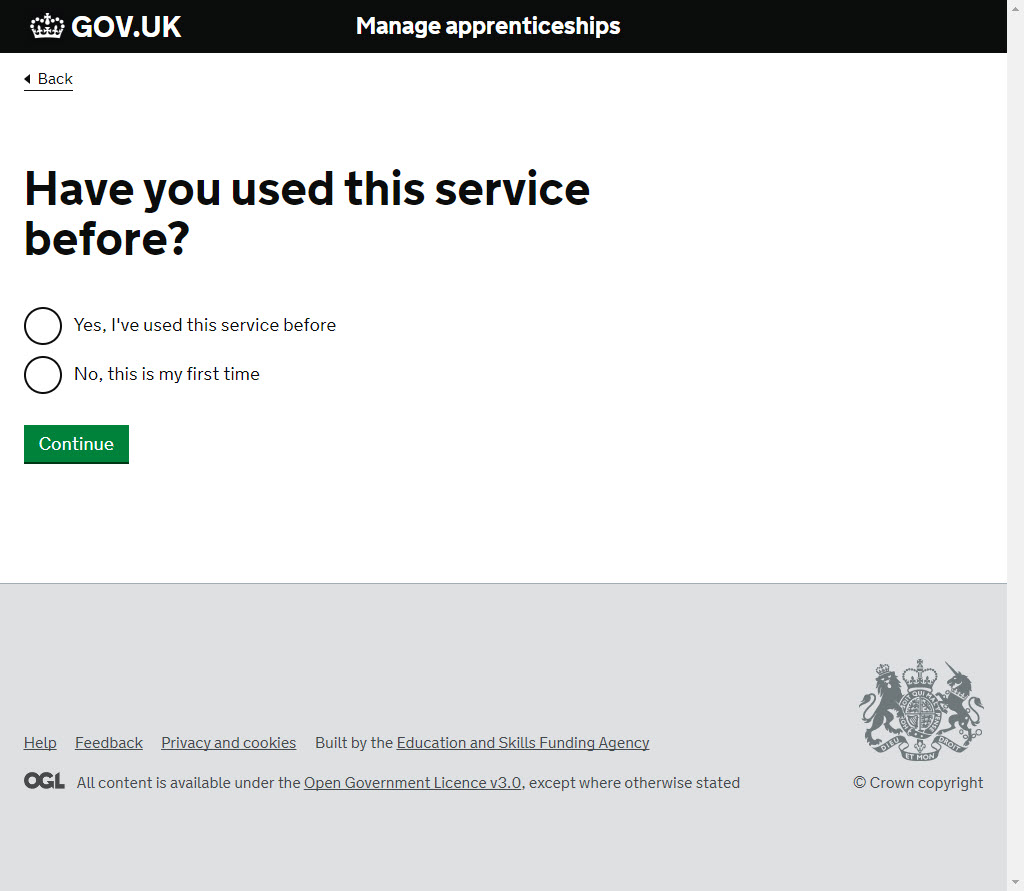 GOV.UK Manage apprenticeships
Back
Have you used this service
before?
Yes, I've used this service before
No, this is my first time
Continue
Help Feedback Privacy and cookies Built by the Education and Skills Funding Agency
OGL All content is available under the Open Government Licence v3.0, except where otherwise stated
© Crown copyright